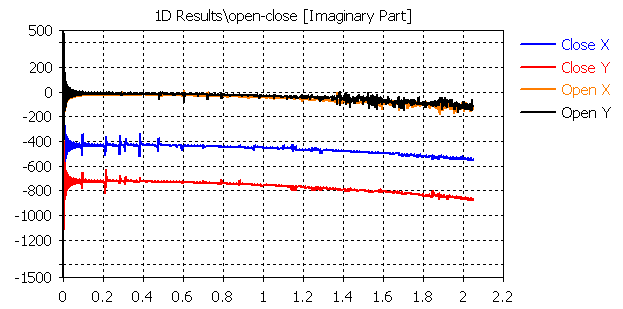 1D Results\open-close [Imaginary Part]
500
200
0
-200
-400
-600
-800
-1000
-1200
-1500
0 0.2 0.4 0.6 0.8 1 1.2 1.4 1.6 1.8 2 2.2
Close X
Close Y
Open X
Open Y